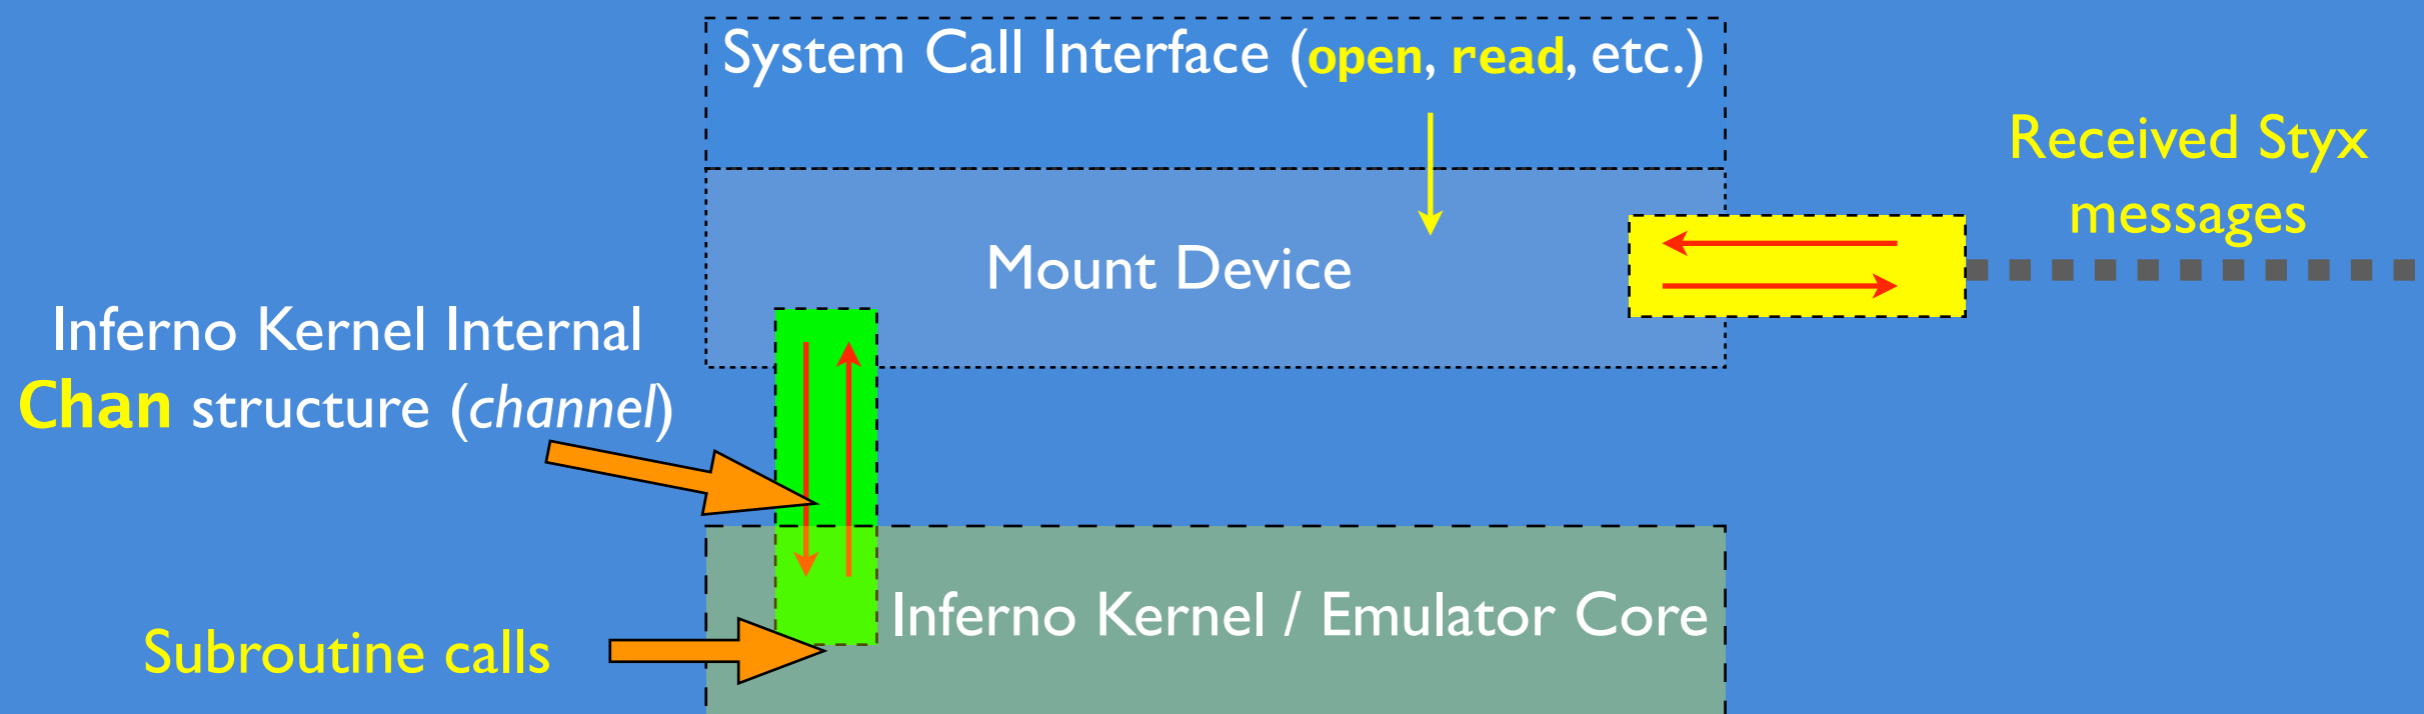 System Call Interface (open, read, etc.)
Received Styx
messages
Mount Device
Inferno Kernel Internal
Chan structure (channel)
Inferno Kernel / Emulator Core
Subroutine calls